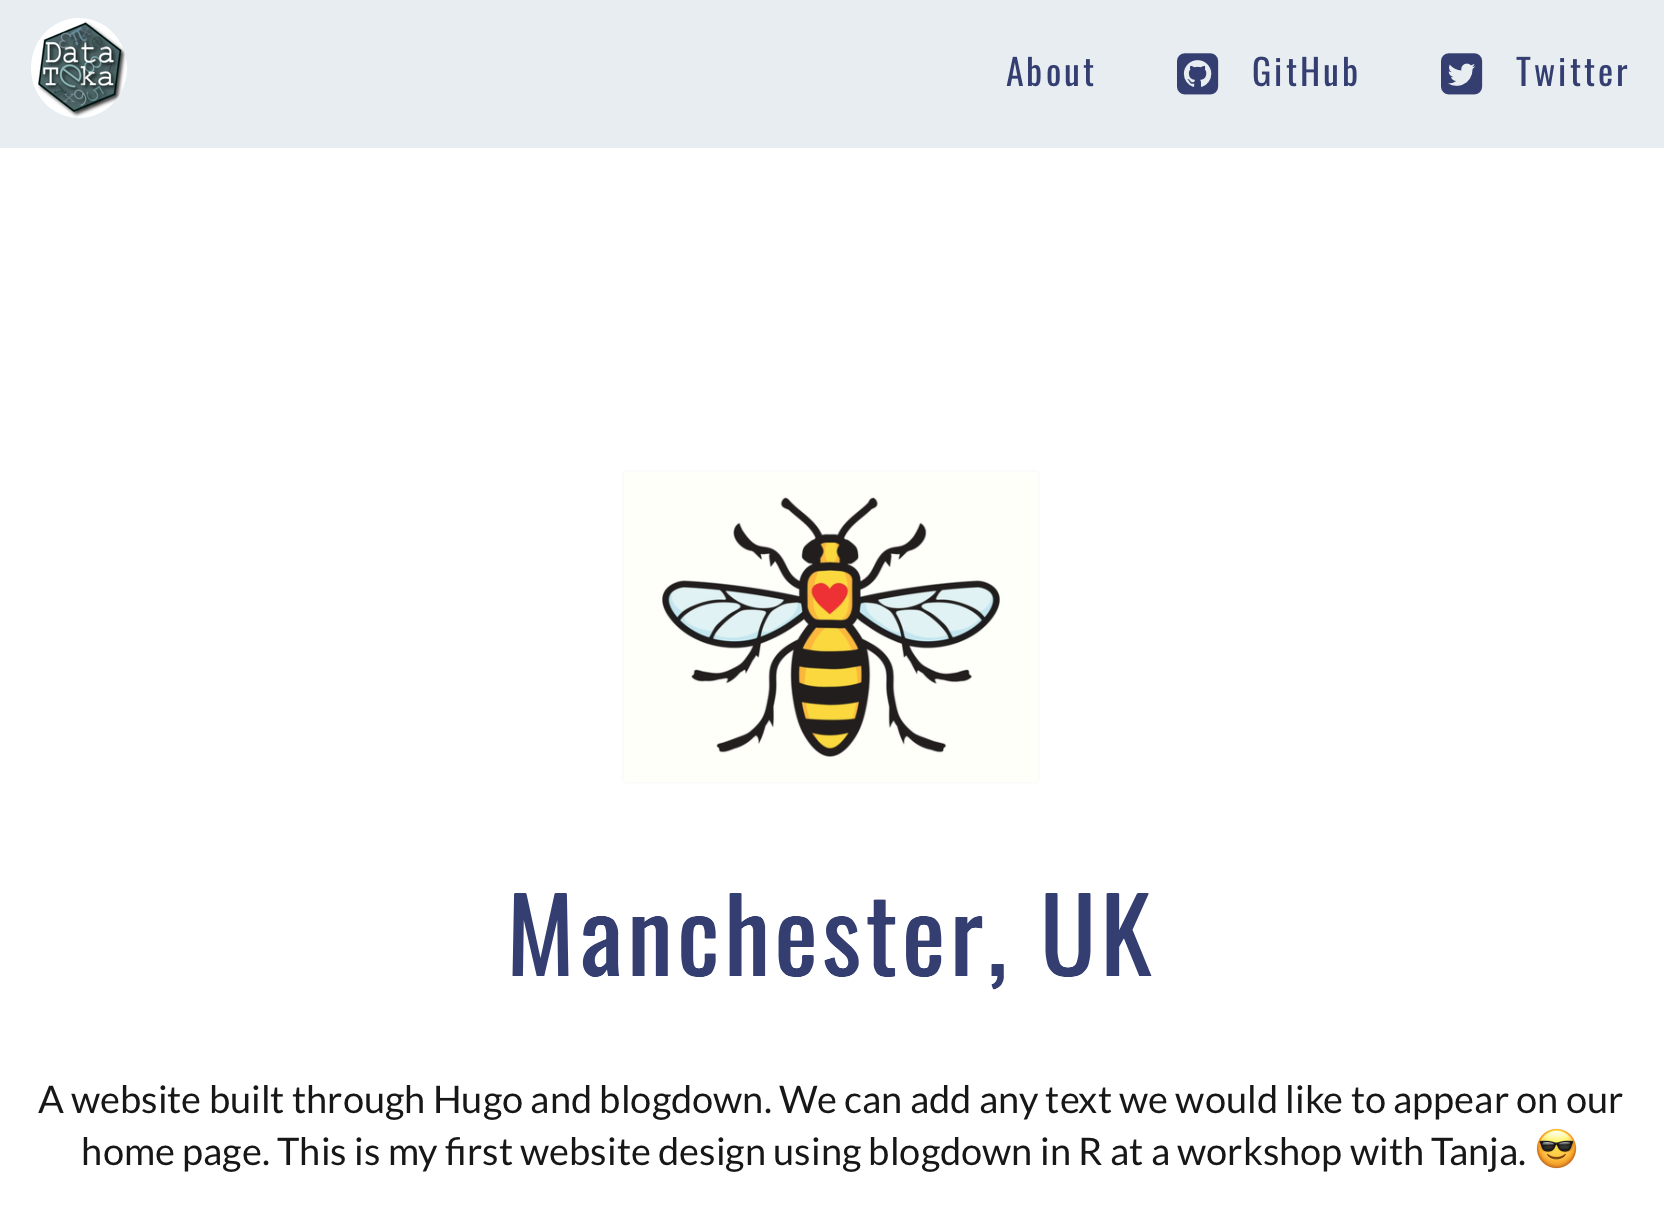 Data
Tka
About
GitHub
Twitter
Manchester, UK
A website built through Hugo and blogdown. We can add any text we would like to appear on our
home page. This is my first website design using blogdown in R at a workshop with Tanja. 😎